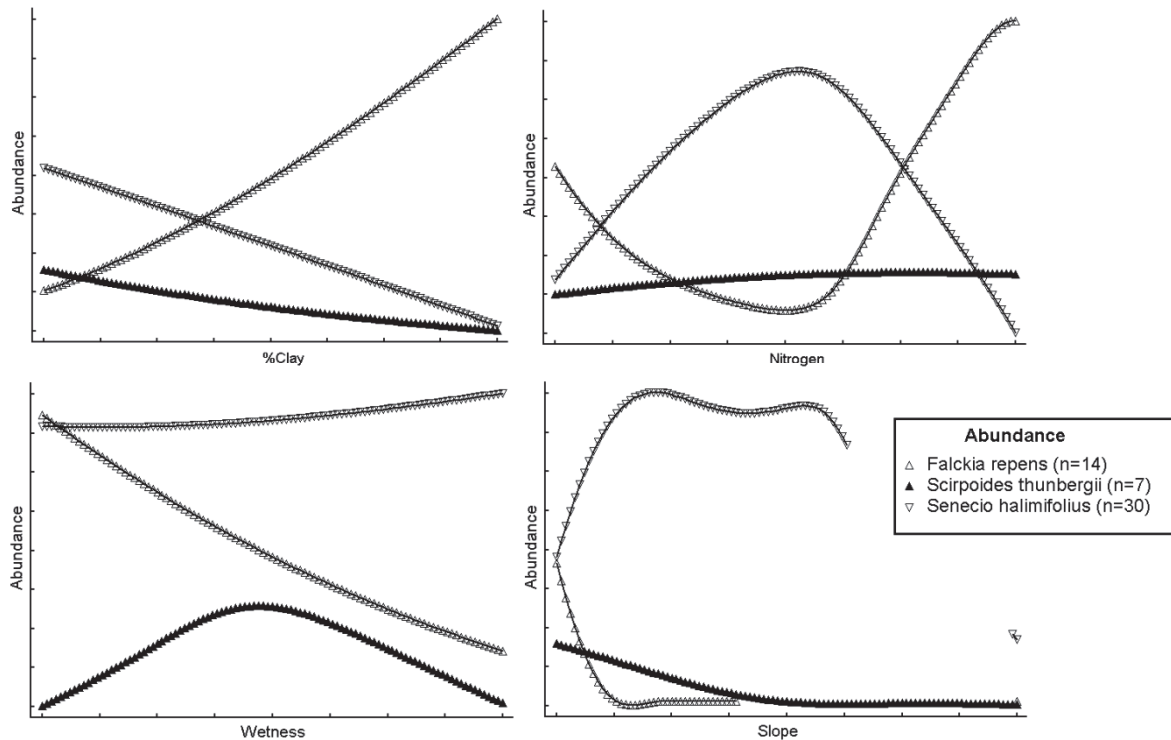 Abundance
%Clay
Abundance
Nitrogen
Abundance
Wetness
Abundance
Slope
Abundance
Falckia repens (n=14)
Scirpoides thunbergii (n=7)
Senecio halimifolius (n=30)